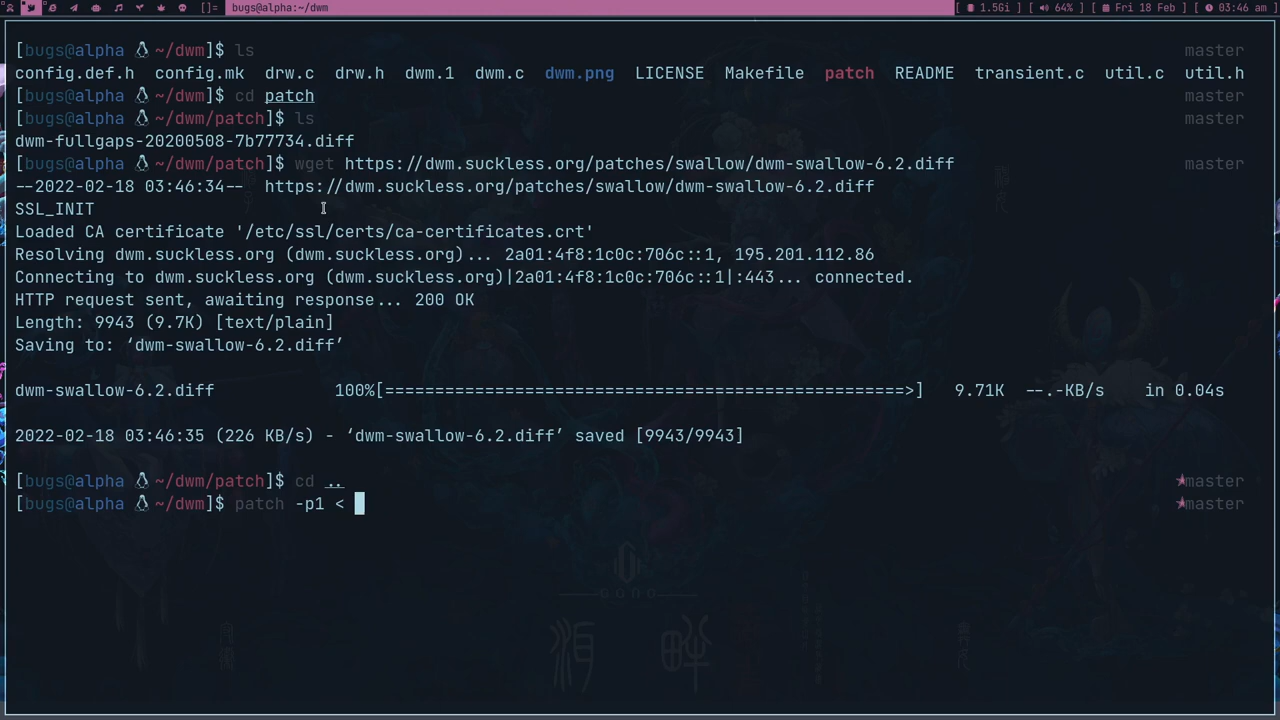 []= bugs@alpha:~/dwm [ 1.5Gi ] [ 64% ] [ Fri 18 Feb ] [ 03:46 am ]
[bugs@alpha ~/dwm]$ ls master
config.def.h config.mk drw.c drw.h dwm.1 dwm.c dwm.png LICENSE Makefile patch README transient.c util.c util.h
[bugs@alpha ~/dwm]$ cd patch master
[bugs@alpha ~/dwm/patch]$ ls master
dwm-fullgaps-20200508-7b77734.diff
[bugs@alpha ~/dwm/patch]$ wget https://dwm.suckless.org/patches/swallow/dwm-swallow-6.2.diff master
--2022-02-18 03:46:34-- https://dwm.suckless.org/patches/swallow/dwm-swallow-6.2.diff
SSL_INIT
Loaded CA certificate '/etc/ssl/certs/ca-certificates.crt'
Resolving dwm.suckless.org (dwm.suckless.org)... 2a01:4f8:1c0c:706c::1, 195.201.112.86
Connecting to dwm.suckless.org (dwm.suckless.org)|2a01:4f8:1c0c:706c::1|:443... connected.
HTTP request sent, awaiting response... 200 OK
Length: 9943 (9.7K) [text/plain]
Saving to: ‘dwm-swallow-6.2.diff’
dwm-swallow-6.2.diff 100%[====================================================>] 9.71K --.-KB/s in 0.04s
2022-02-18 03:46:35 (226 KB/s) - ‘dwm-swallow-6.2.diff’ saved [9943/9943]
[bugs@alpha ~/dwm/patch]$ cd .. ★master
[bugs@alpha ~/dwm]$ patch -p1 < ★master